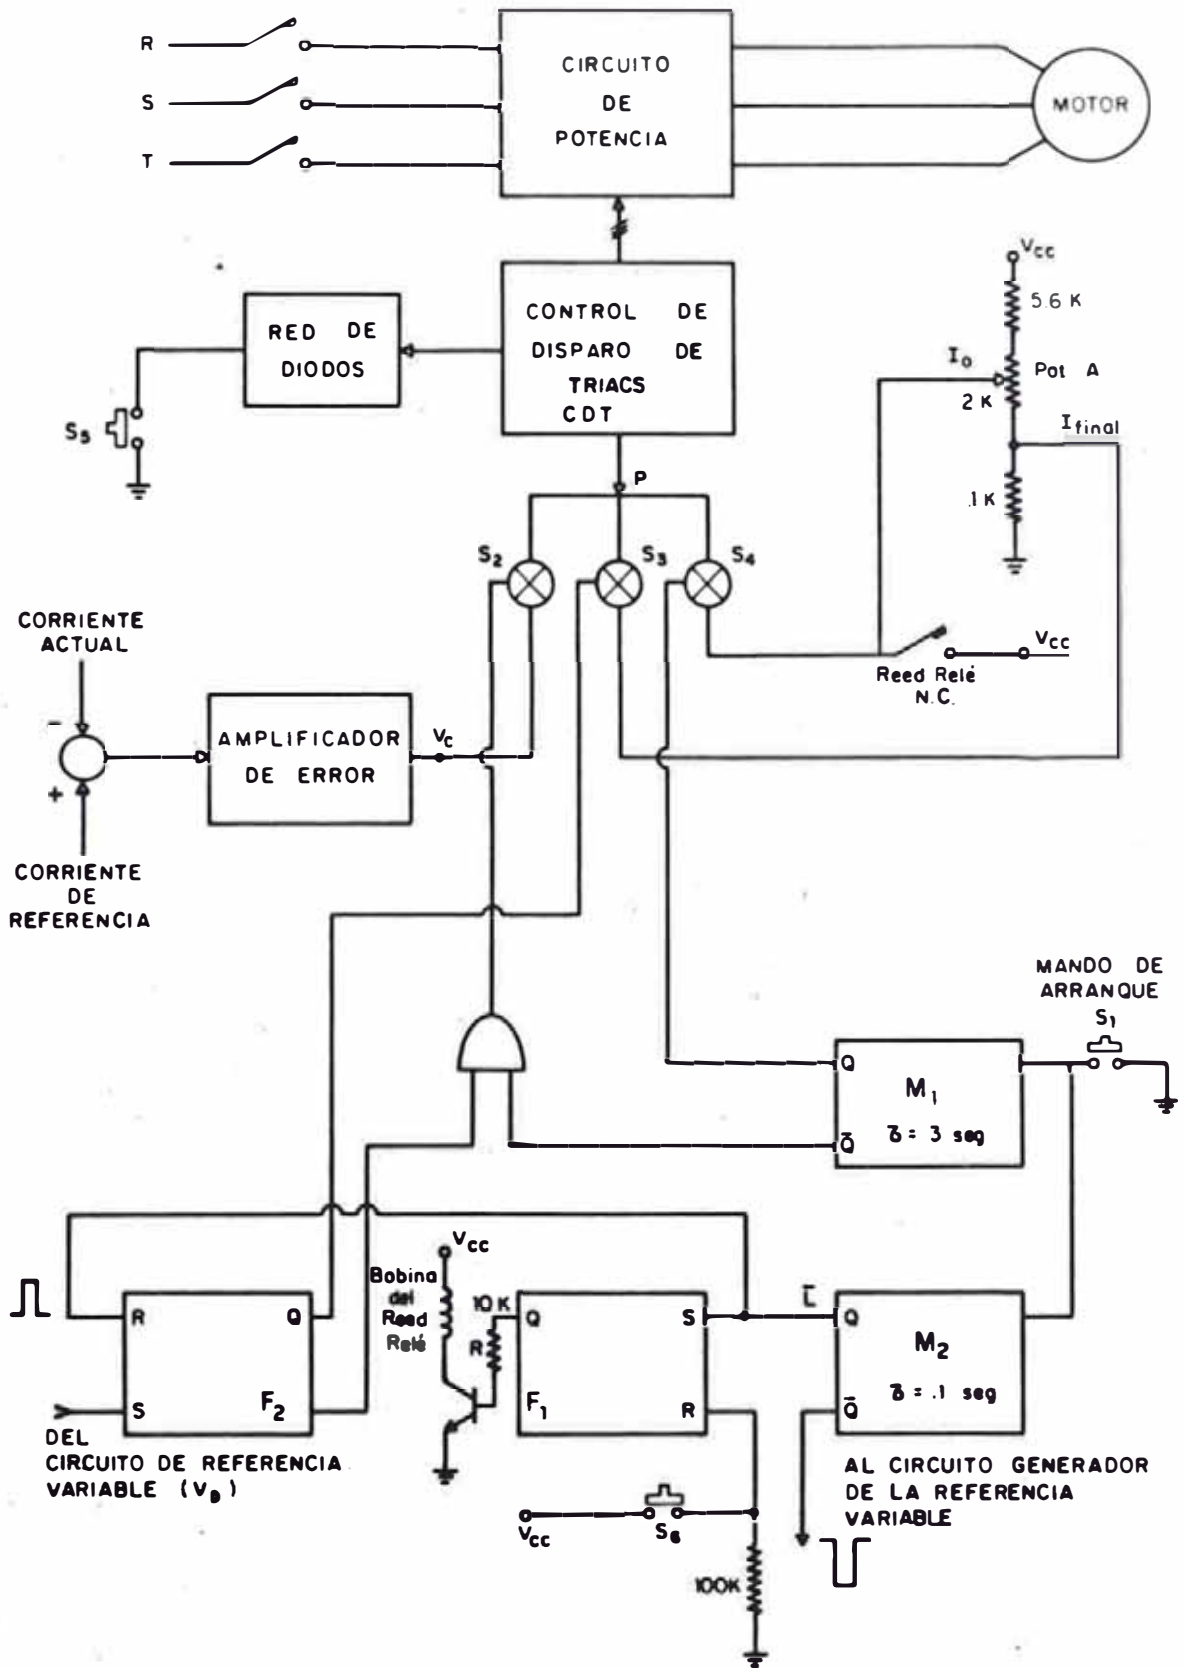 R
S
T
CIRCUITO
DE
POTENCIA
MOTOR
Vcc
5.6 K
Io
Pot A
2 K
Ifinal
.1K
RED DE
DIODOS
CONTROL DE
DISPARO DE
TRIACS
CDT
S5
P
S2
S3
S4
Vcc
Reed Relé
N.C.
CORRIENTE
ACTUAL
-
+
AMPLIFICADOR
DE ERROR
Vc
CORRIENTE
DE
REFERENCIA
MANDO DE
ARRANQUE
S1
Q
M1
Q̄
ᘔ = 3 seg
Vcc
Bobina
del
Reed
Relé
10 K
R
Q
S
F1
R
L̄
Q
M2
Q̄
ᘔ = .1 seg
R
Q
S
F2
DEL
CIRCUITO DE REFERENCIA
VARIABLE (VB)
Vcc
S6
100K
AL CIRCUITO GENERADOR
DE LA REFERENCIA
VARIABLE